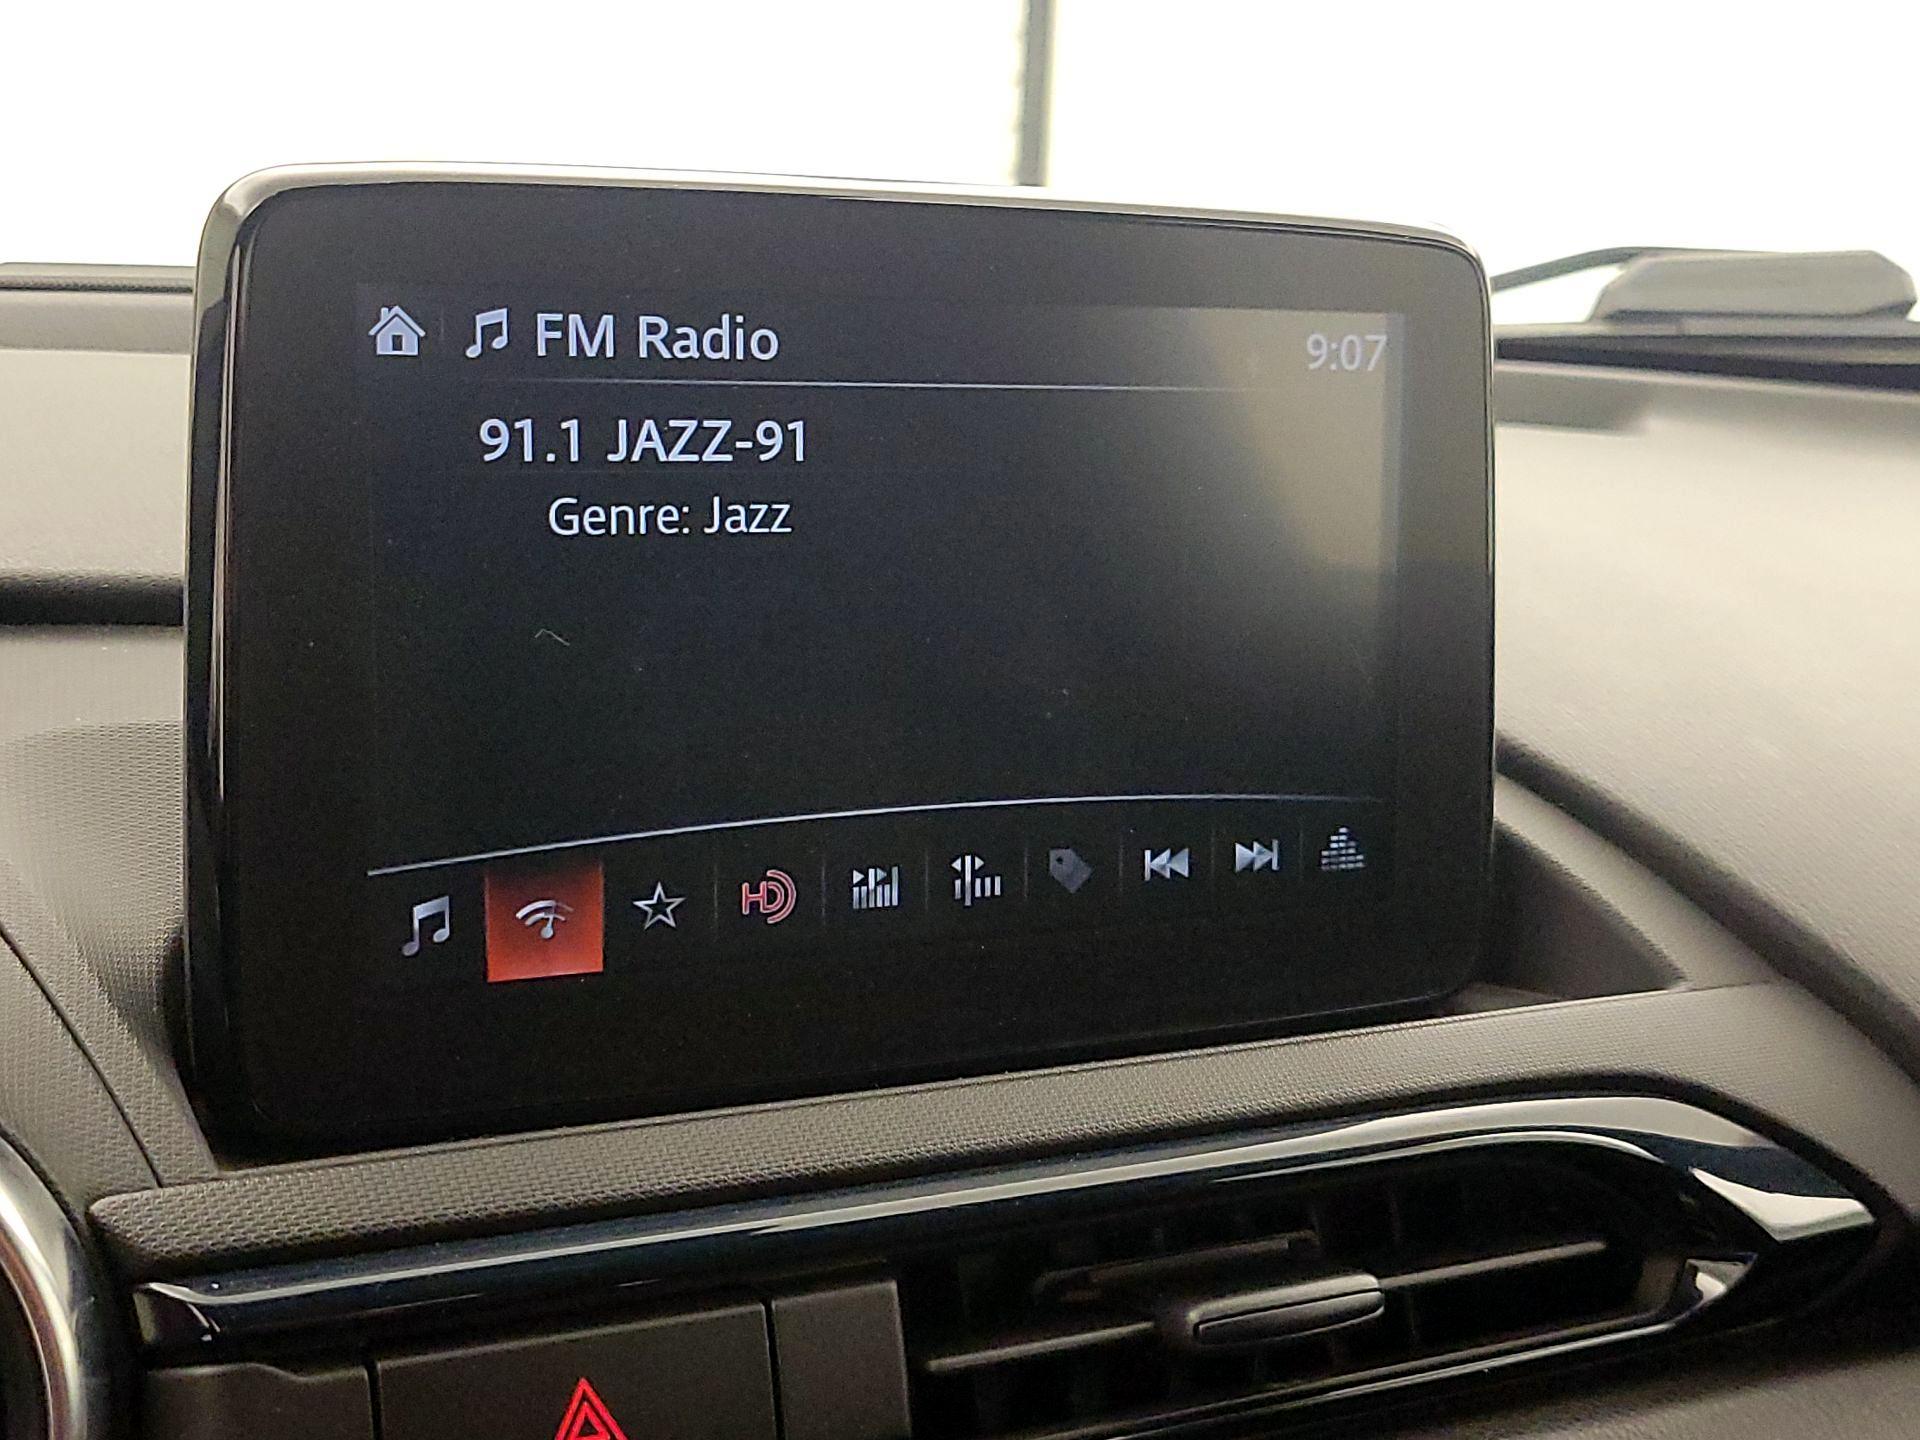 FM Radio
9:07
91.1 JAZZ-91
Genre: Jazz
HD